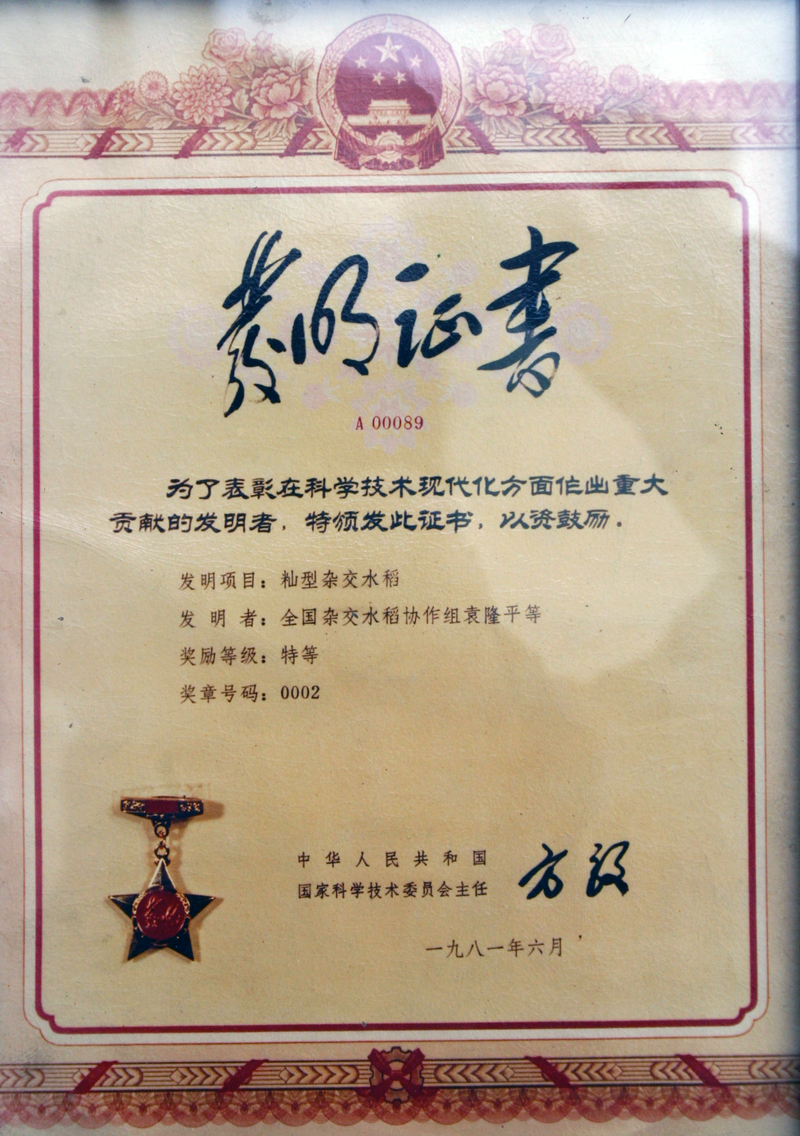 发明证书
A 00089
为了表彰在科学技术现代化方面作出重大
贡献的发明者，特颁发此证书，以资鼓励．
发明项目：籼型杂交水稻
发明者：全国杂交水稻协作组袁隆平等
奖励等级：特等
奖章号码：0002
中华人民共和国
国家科学技术委员会主任 方毅
一九八一年六月